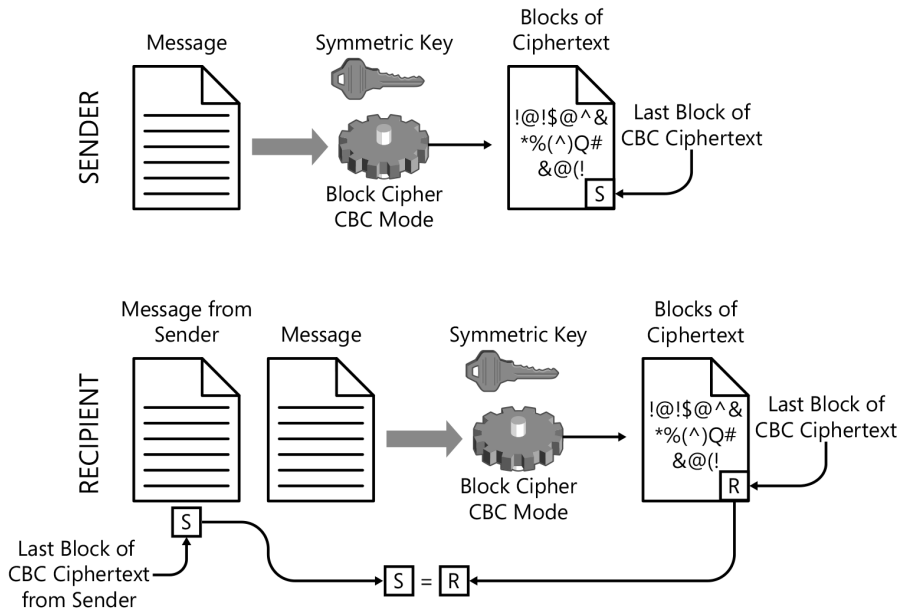 SENDER
Message
Symmetric Key
Block Cipher
CBC Mode
Blocks of
Ciphertext
!@!$@^&
*%(^)Q#
&@(!
S
Last Block of
CBC Ciphertext
RECIPIENT
Message from
Sender
Message
Symmetric Key
Block Cipher
CBC Mode
Blocks of
Ciphertext
!@!$@^&
*%(^)Q#
&@(!
R
Last Block of
CBC Ciphertext
S
Last Block of
CBC Ciphertext
from Sender
S = R